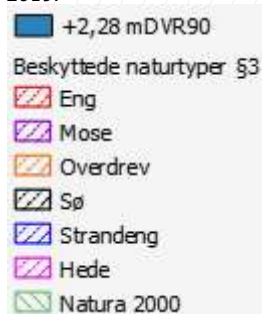 +2,28 mDVR90
Beskyttede naturtyper §3
Eng
Mose
Overdrev
Sø
Strandeng
Hede
Natura 2000